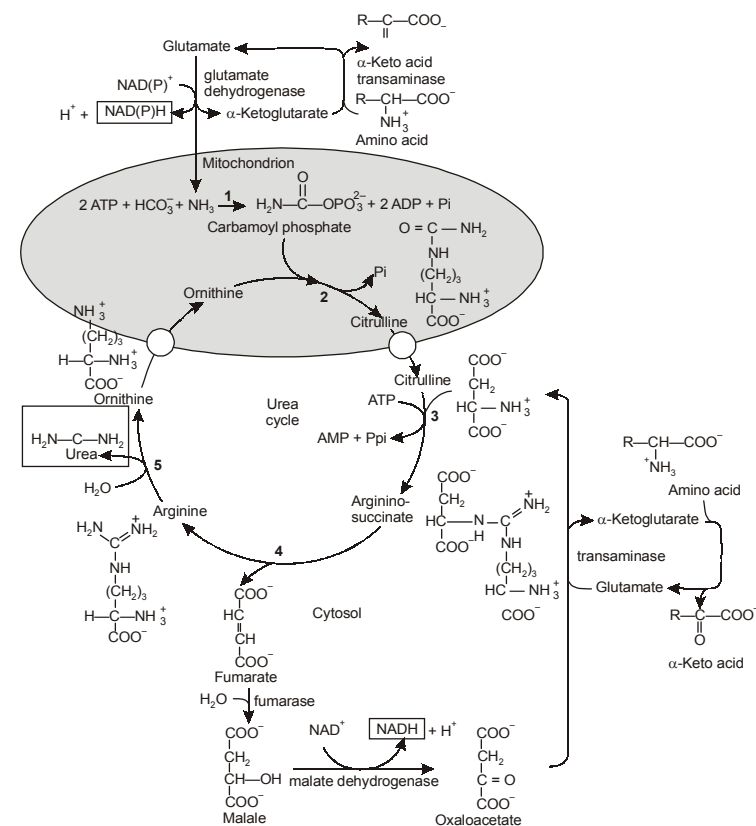 R—C—COO⁻
Glutamate
α-Keto acid
transaminase
glutamate
dehydrogenase
NAD(P)⁺
R—CH—COO⁻
H⁺ + NAD(P)H
α-Ketoglutarate
NH₃⁺
Amino acid
Mitochondrion
O
2 ATP + HCO₃⁻ + NH₃ 1 H₂N—C—OPO₃²⁻ + 2 ADP + Pi
Carbamoyl phosphate
O = C — NH₂
NH
(CH₂)₃
HC — NH₃⁺
COO⁻
Pi
Ornithine
2
Citrulline
NH₃⁺
(CH₂)₃
H—C—NH₃⁺
COO⁻
Ornithine
Citrulline
ATP
3
AMP + Ppi
COO⁻
CH₂
HC — NH₃⁺
COO⁻
Urea
cycle
H₂N—C—NH₂
Urea
5
H₂O
R—CH—COO⁻
⁺NH₃
Amino acid
Arginine
Arginino-
succinate
COO⁻
CH₂
HC—N—C=NH₂⁺
COO⁻ H
NH
(CH₂)₃
HC — NH₃⁺
COO⁻
α-Ketoglutarate
transaminase
Glutamate
R—C—COO⁻
O
α-Keto acid
H₂N
C=NH₂⁺
NH
(CH₂)₃
H—C—NH₃⁺
COO⁻
4
COO⁻
HC
CH
COO⁻
Fumarate
Cytosol
H₂O
fumarase
COO⁻
CH₂
CH—OH
COO⁻
Malale
NAD⁺
NADH + H⁺
malate dehydrogenase
COO⁻
CH₂
C = O
COO⁻
Oxaloacetate